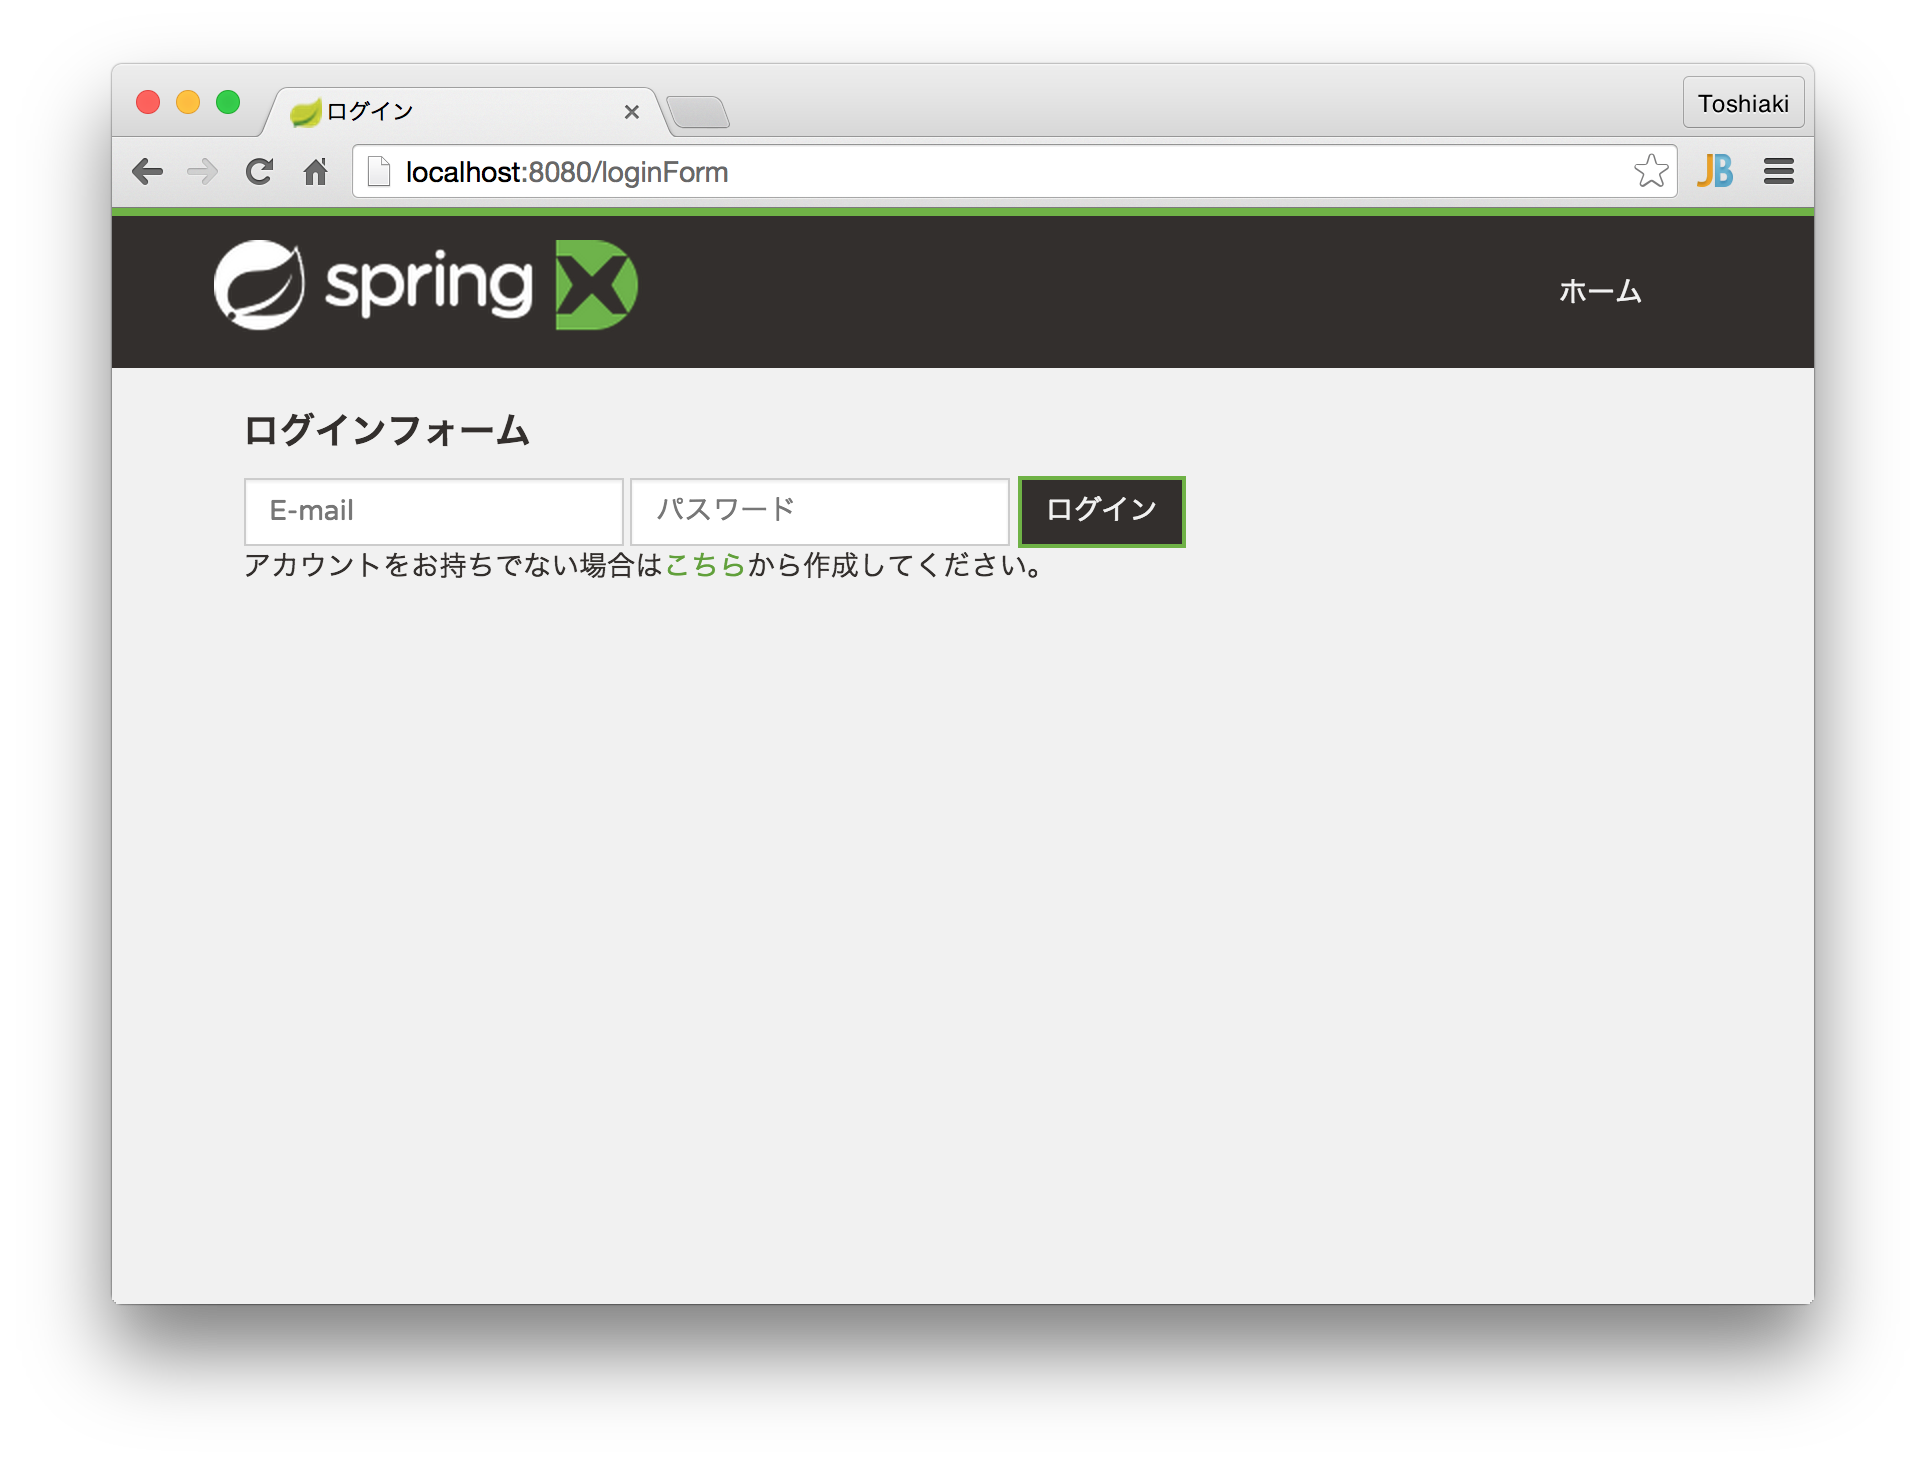 ログイン
Toshiaki
localhost:8080/loginForm
JB
spring
ホーム
ログインフォーム
E-mail
パスワード
ログイン
アカウントをお持ちでない場合はこちらから作成してください。